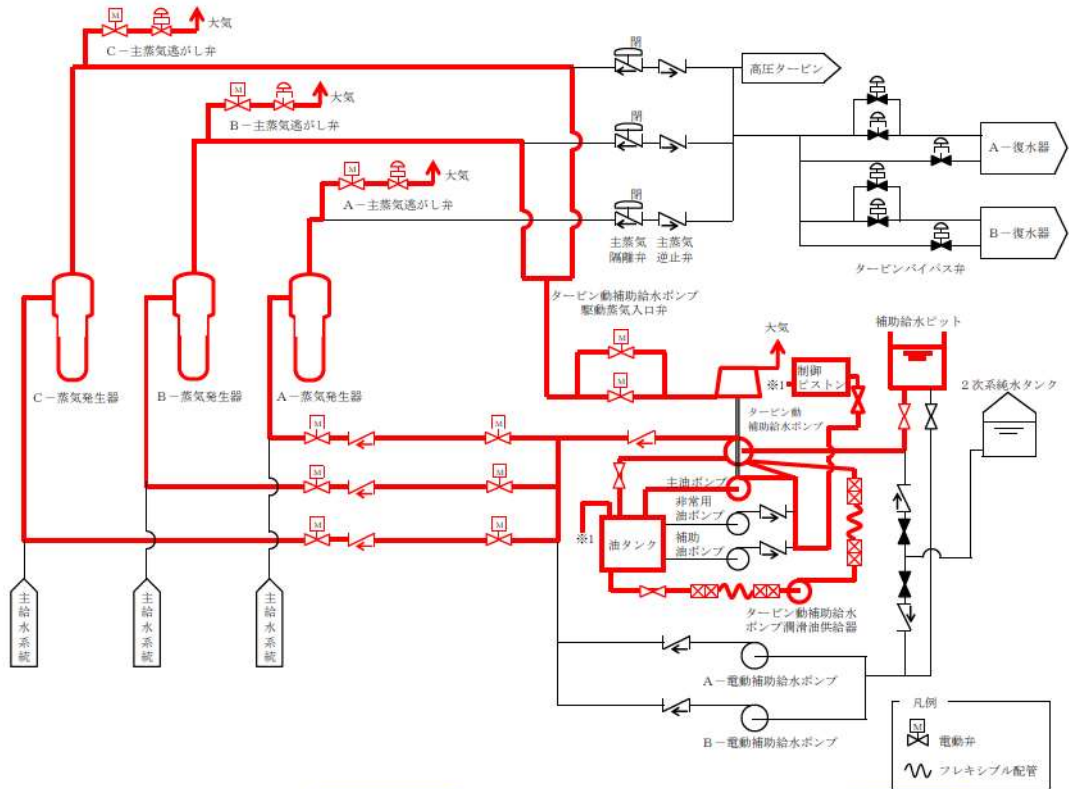 M
大気
C－主蒸気逃がし弁
M
大気
B－主蒸気逃がし弁
M
大気
A－主蒸気逃がし弁
閉
閉
閉
主蒸気
隔離弁
主蒸気
逆止弁
高圧タービン
A－復水器
B－復水器
タービンバイパス弁
C－蒸気発生器
B－蒸気発生器
A－蒸気発生器
タービン動補助給水ポンプ
駆動蒸気入口弁
M
M
大気
※1
制御
ピストン
補助給水ピット
2次系純水タンク
タービン動
補助給水ポンプ
M
M
M
M
M
M
主油ポンプ
非常用
油ポンプ
補助
油ポンプ
※1
油タンク
タービン動補助給水
ポンプ潤滑油供給器
主給水系統
主給水系統
主給水系統
A－電動補助給水ポンプ
B－電動補助給水ポンプ
凡例
M
電動弁
フレキシブル配管